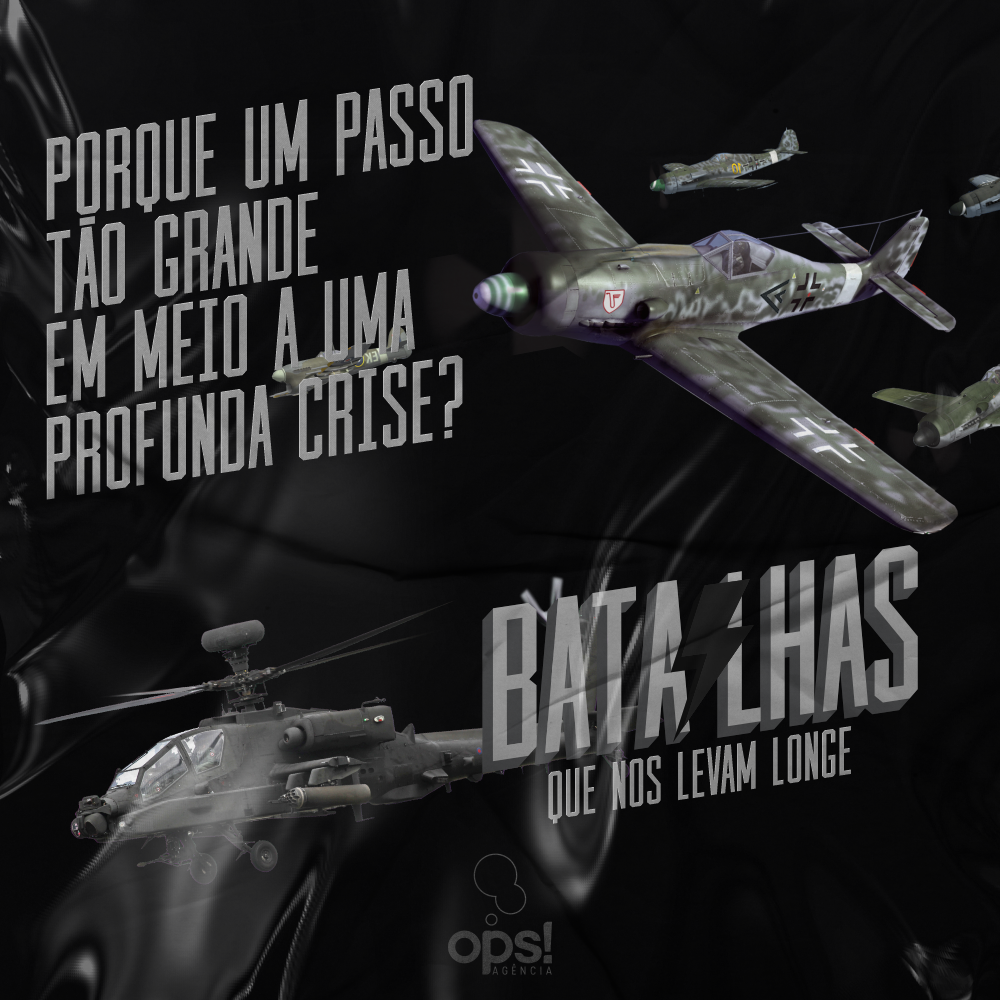 PORQUE UM PASSO
TÃO GRANDE
EM MEIO A UMA
PROFUNDA CRISE?
BATALHAS
QUE NOS LEVAM LONGE
ops!
AGÊNCIA